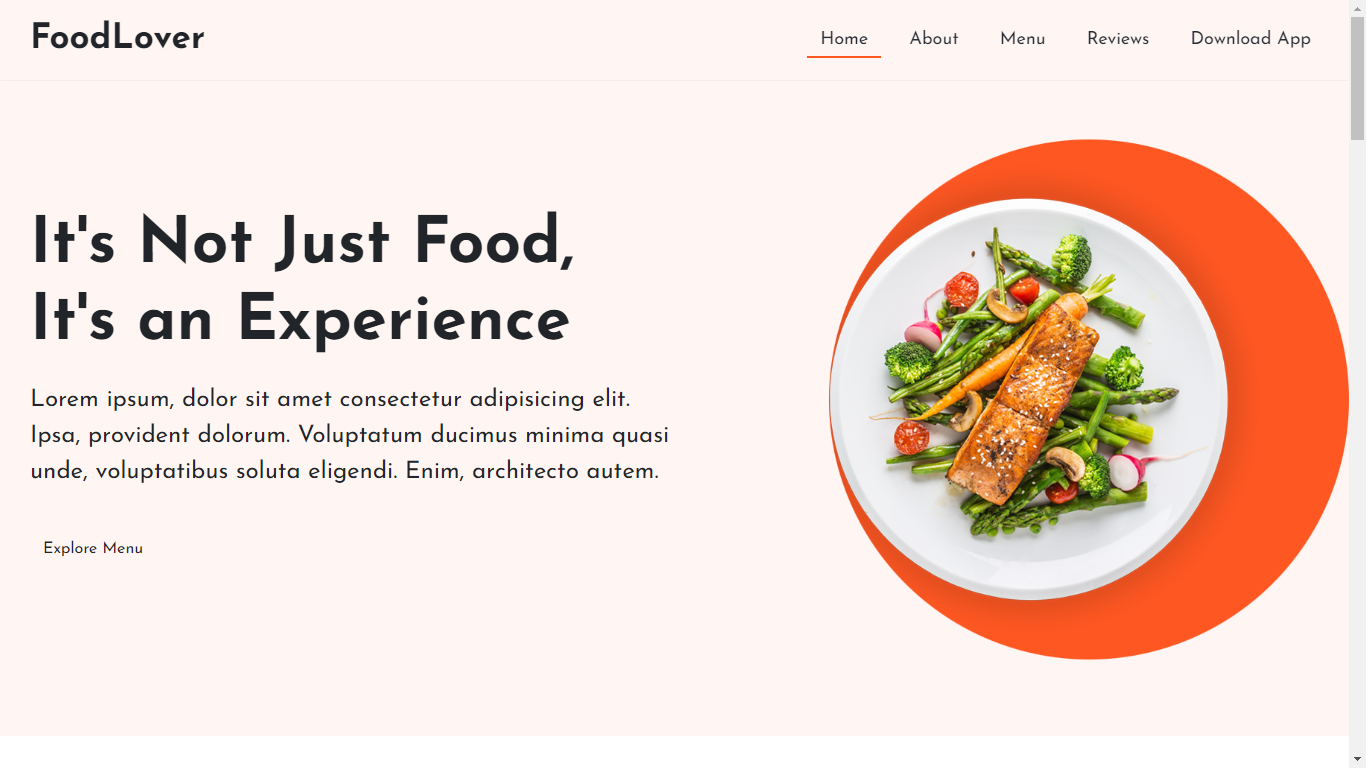 FoodLover
Home About Menu Reviews Download App
It's Not Just Food,
It's an Experience
Lorem ipsum, dolor sit amet consectetur adipisicing elit.
Ipsa, provident dolorum. Voluptatum ducimus minima quasi
unde, voluptatibus soluta eligendi. Enim, architecto autem.
Explore Menu